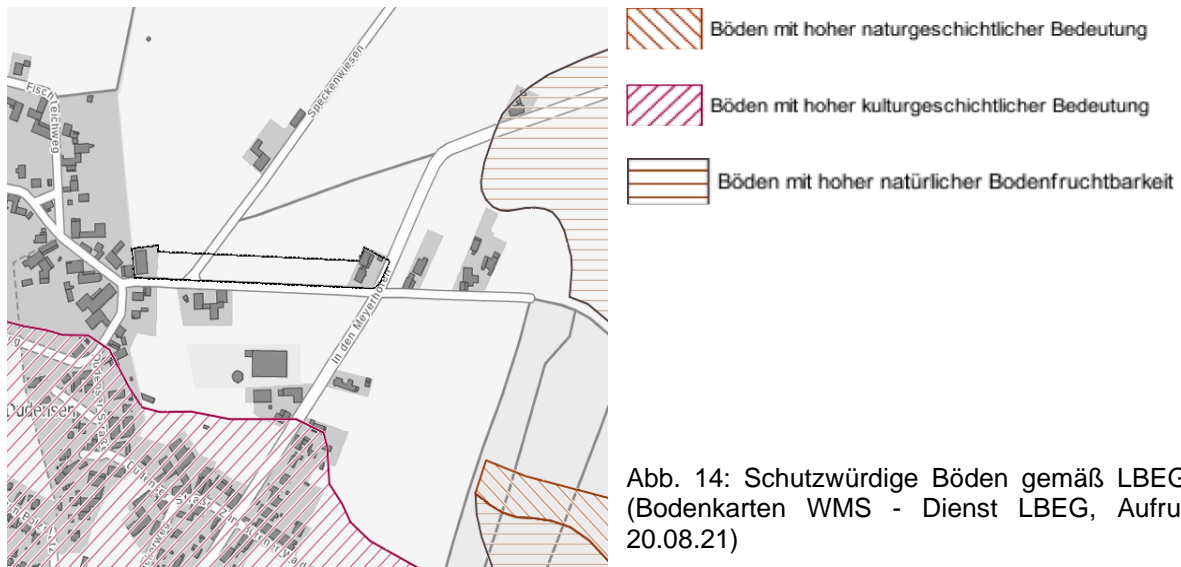 Fischteichweg
Speckenwiesen
In den Meyerhöfen
Dudensen
Böden mit hoher naturgeschichtlicher Bedeutung
Böden mit hoher kulturgeschichtlicher Bedeutung
Böden mit hoher natürlicher Bodenfruchtbarkeit
Abb. 14: Schutzwürdige Böden gemäß LBEG
(Bodenkarten WMS - Dienst LBEG, Aufru
20.08.21)